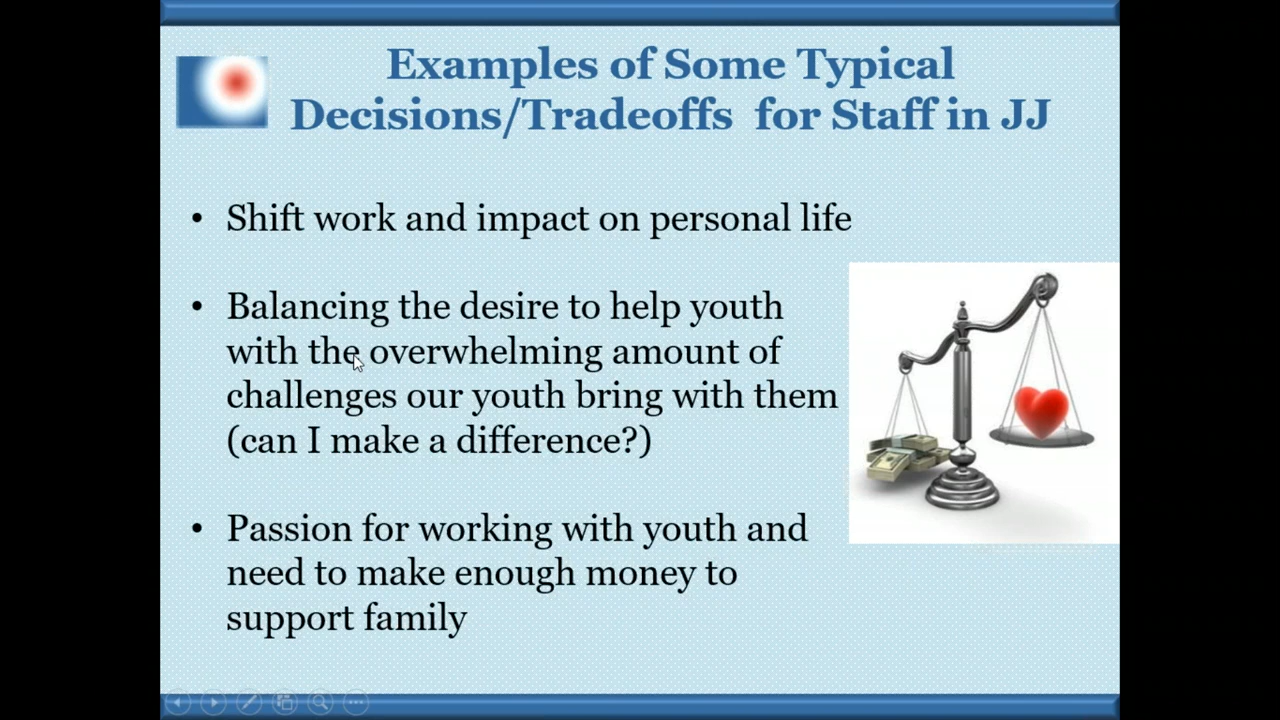 Examples of Some Typical
Decisions/Tradeoffs  for Staff in JJ
• Shift work and impact on personal life
• Balancing the desire to help youth
with the overwhelming amount of
challenges our youth bring with them
(can I make a difference?)
• Passion for working with youth and
need to make enough money to
support family